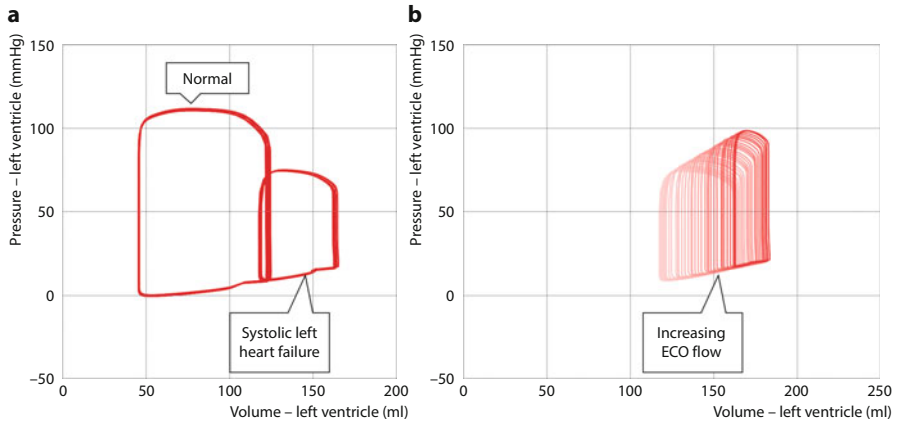 a
Pressure – left ventricle (mmHg)
150
100
50
0
–50
0
50
100
150
200
Volume – left ventricle (ml)
Normal
Systolic left
heart failure
b
Pressure – left ventricle (mmHg)
150
100
50
0
–50
0
50
100
150
200
250
Volume – left ventricle (ml)
Increasing
ECO flow